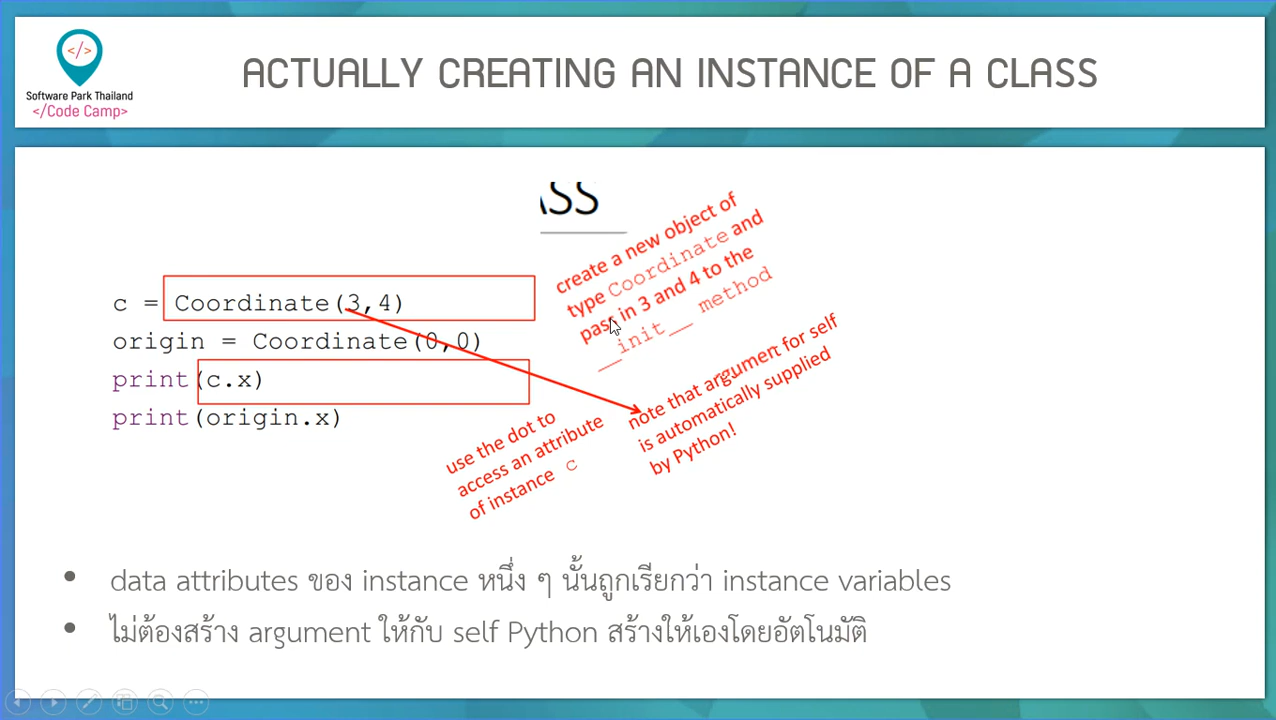 </>
Software Park Thailand
</Code Camp>
ACTUALLY CREATING AN INSTANCE OF A CLASS
ASS
c = Coordinate(3,4)
origin = Coordinate(0,0)
print(c.x)
print(origin.x)
create a new object of
type Coordinate and
pass in 3 and 4 to the
__init__ method
note that argument for self
is automatically supplied
by Python!
use the dot to
access an attribute
of instance c
• data attributes ของ instance หนึ่ง ๆ นั้นถูกเรียกว่า instance variables
• ไม่ต้องสร้าง argument ให้กับ self Python สร้างให้เองโดยอัตโนมัติ